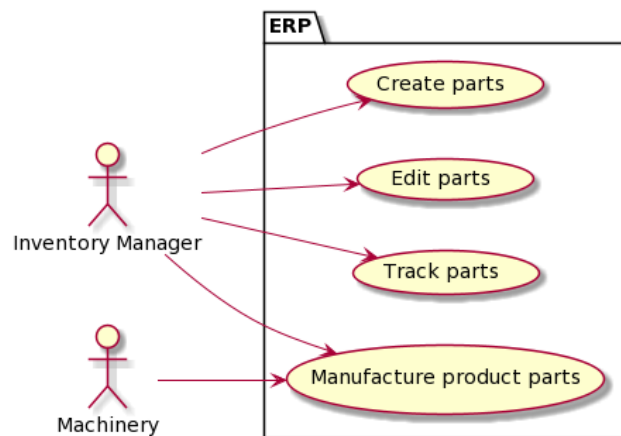 ERP
Create parts
Edit parts
Inventory Manager
Track parts
Manufacture product parts
Machinery